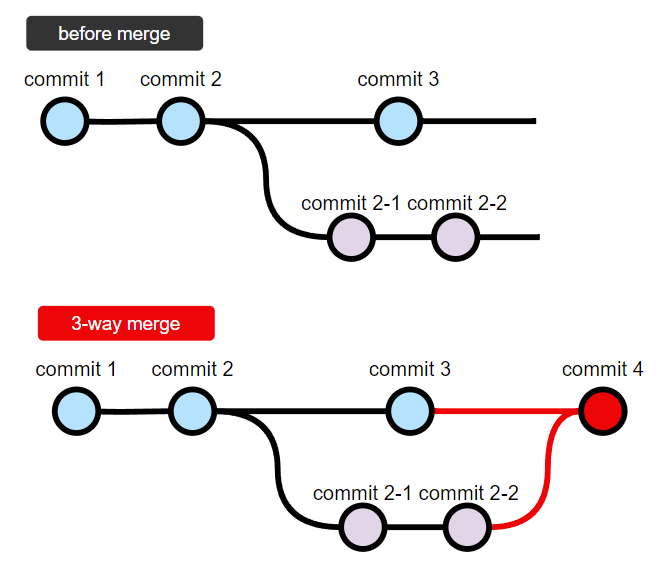 before merge
commit 1 commit 2 commit 3
commit 2-1 commit 2-2
3-way merge
commit 1 commit 2 commit 3 commit 4
commit 2-1 commit 2-2